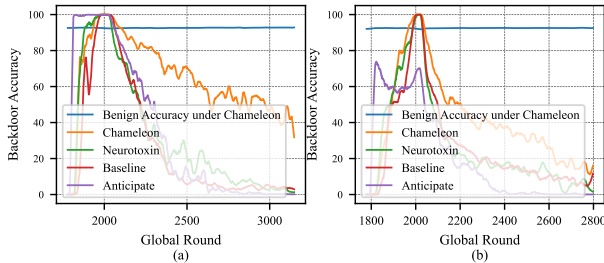 100
80
60
40
20
0
Backdoor Accuracy
Benign Accuracy under Chameleon
Chameleon
Neurotoxin
Baseline
Anticipate
2000
2500
3000
Global Round
(a)
100
80
60
40
20
0
Backdoor Accuracy
Benign Accuracy under Chameleon
Chameleon
Neurotoxin
Baseline
Anticipate
1800
2000
2200
2400
2600
2800
Global Round
(b)